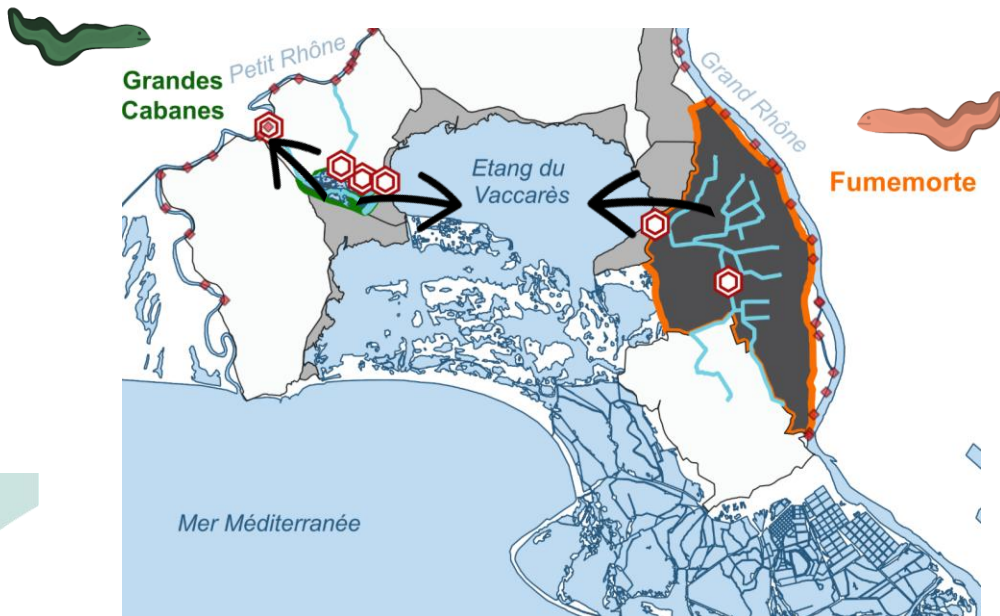 Petit Rhône
Grandes
Cabanes
Grand Rhône
Etang du
Vaccarès
Fumemorte
Mer Méditerranée